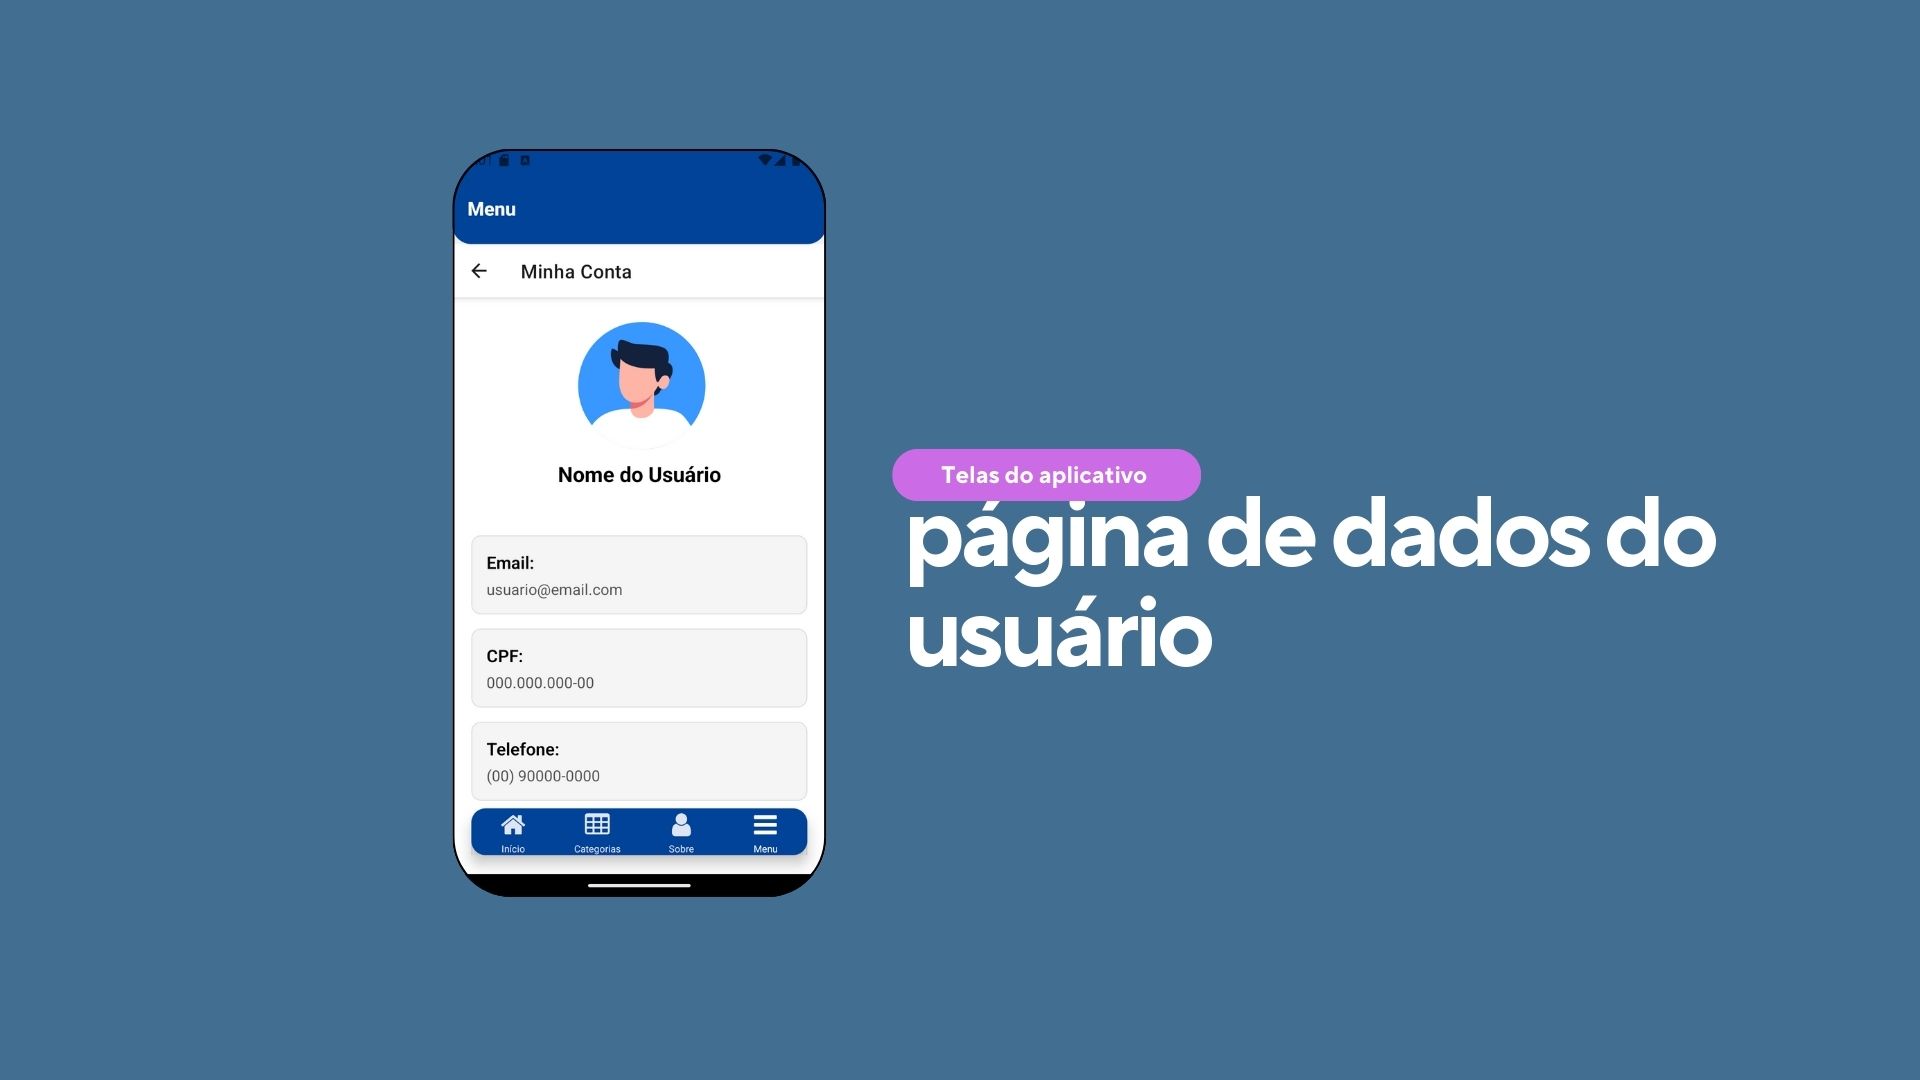 Menu
Minha Conta
Nome do Usuário
Email:
usuario@email.com
CPF:
000.000.000-00
Telefone:
(00) 90000-0000
Início Categorias Sobre Menu
Telas do aplicativo
página de dados do
usuário